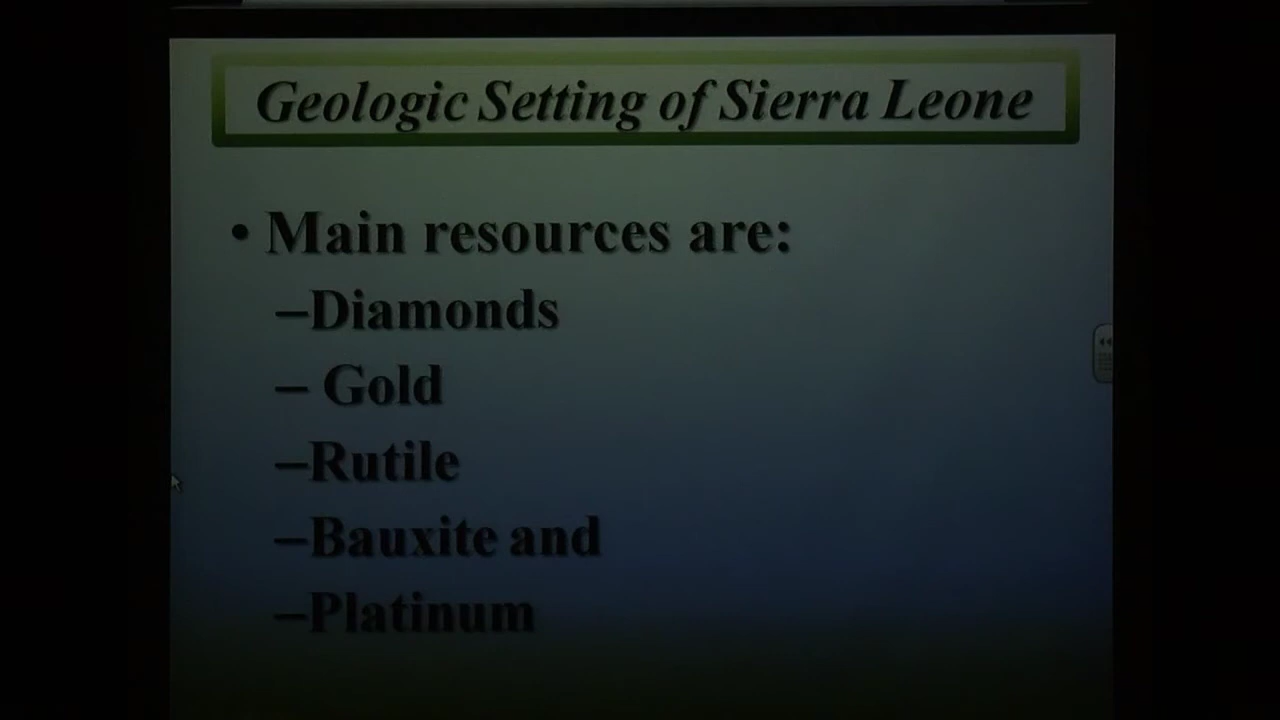 Geologic Setting of Sierra Leone
• Main resources are:
–Diamonds
– Gold
–Rutile
–Bauxite and
–Platinum